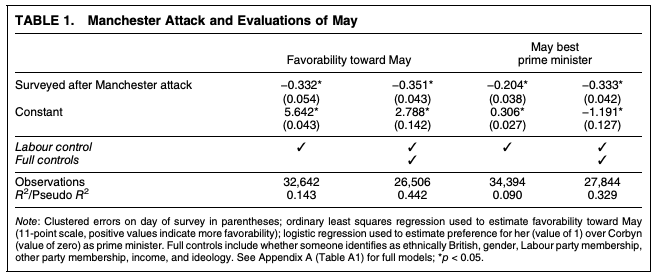 TABLE 1. Manchester Attack and Evaluations of May
Favorability toward May
May best
prime minister
Surveyed after Manchester attack −0.332* −0.351* −0.204* −0.333*
(0.054) (0.043) (0.038) (0.042)
Constant 5.642* 2.788* 0.306* −1.191*
(0.043) (0.142) (0.027) (0.127)
Labour control ✓ ✓ ✓ ✓
Full controls ✓ ✓
Observations 32,642 26,506 34,394 27,844
R²/Pseudo R² 0.143 0.442 0.090 0.329
Note: Clustered errors on day of survey in parentheses; ordinary least squares regression used to estimate favorability toward May
(11-point scale, positive values indicate more favorability); logistic regression used to estimate preference for her (value of 1) over Corbyn
(value of zero) as prime minister. Full controls include whether someone identifies as ethnically British, gender, Labour party membership,
other party membership, income, and ideology. See Appendix A (Table A1) for full models; *p < 0.05.